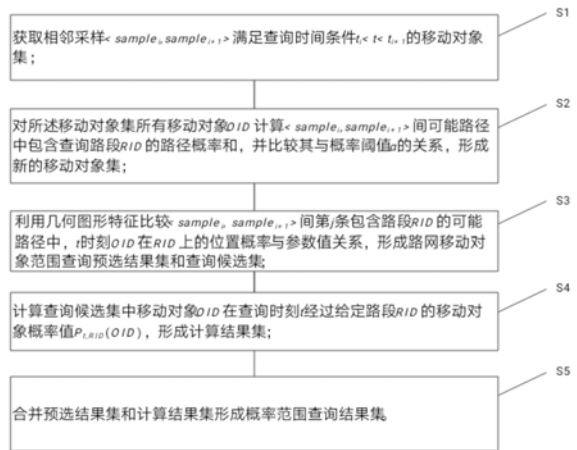 S1
获取相邻采样< sampleᵢ,sampleᵢ₊₁>满足查询时间条件tᵢ< t< tᵢ₊₁的移动对象
集;
S2
对所述移动对象集所有移动对象OID 计算< sampleᵢ,sampleᵢ₊₁>间可能路径
中包含查询路段RID的路径概率和，并比较其与概率阈值α的关系，形成
新的移动对象集;
S3
利用几何图形特征比较< sampleᵢ, sampleᵢ₊₁>间第j条包含路段RID 的可能
路径中，t时刻OID 在RID 上的位置概率与参数值关系，形成路网移动对
象范围查询预选结果集和查询候选集;
S4
计算查询候选集中移动对象OID 在查询时刻t经过给定路段RID 的移动对
象概率值Pt,RID(OID)，形成计算结果集;
S5
合并预选结果集和计算结果集形成概率范围查询结果集。